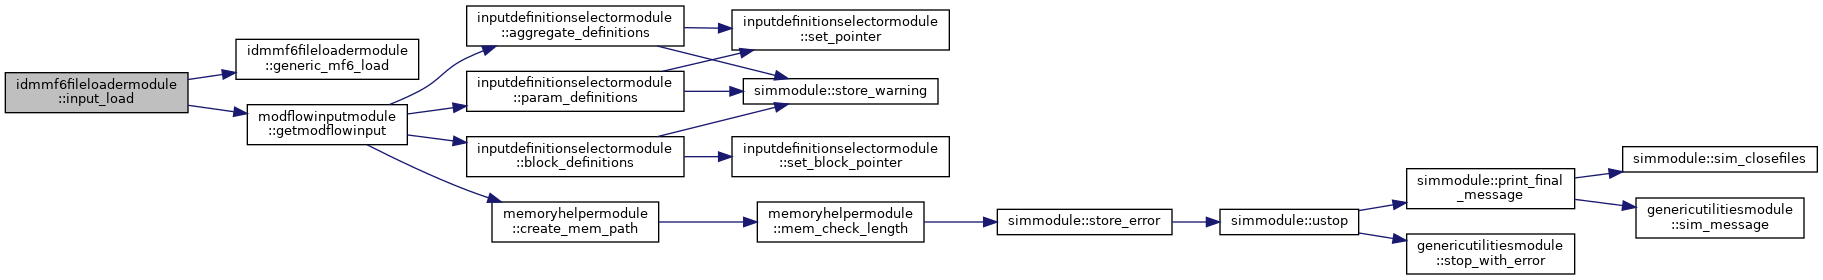 idmmf6fileloadermodule
::input_load
idmmf6fileloadermodule
::generic_mf6_load
modflowinputmodule
::getmodflowinput
inputdefinitionselectormodule
::aggregate_definitions
inputdefinitionselectormodule
::param_definitions
inputdefinitionselectormodule
::block_definitions
memoryhelpermodule
::create_mem_path
inputdefinitionselectormodule
::set_pointer
simmodule::store_warning
inputdefinitionselectormodule
::set_block_pointer
memoryhelpermodule
::mem_check_length
simmodule::store_error
simmodule::ustop
simmodule::print_final
_message
genericutilitiesmodule
::stop_with_error
simmodule::sim_closefiles
genericutilitiesmodule
::sim_message